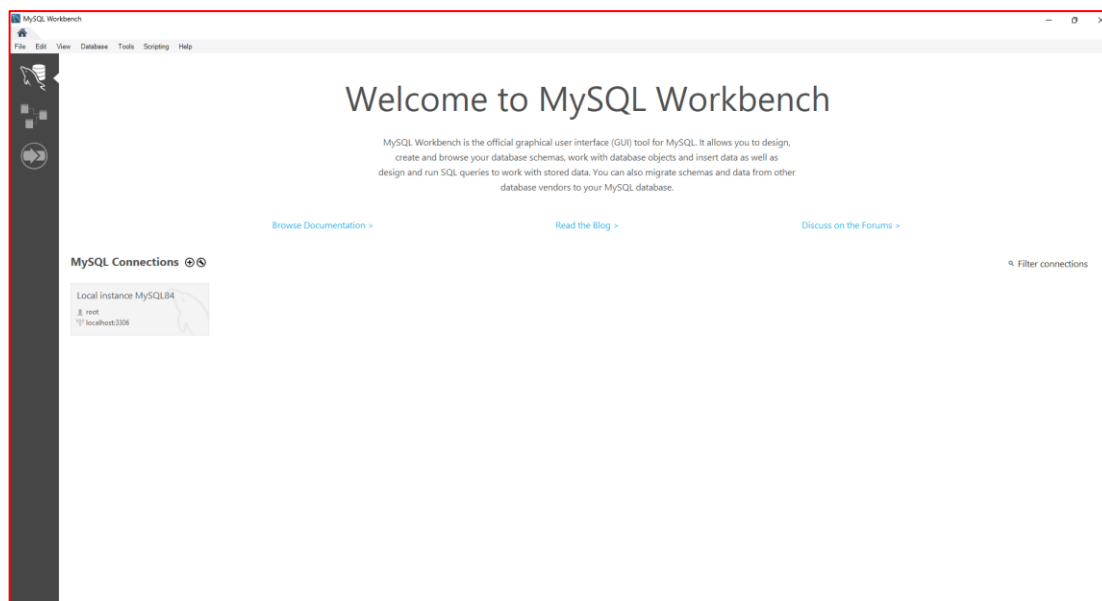 MySQL Workbench
File Edit View Database Tools Scripting Help
Welcome to MySQL Workbench
MySQL Workbench is the official graphical user interface (GUI) tool for MySQL. It allows you to design,
create and browse your database schemas, work with database objects and insert data as well as
design and run SQL queries to work with stored data. You can also migrate schemas and data from other
database vendors to your MySQL database.
Browse Documentation > Read the Blog > Discuss on the Forums >
MySQL Connections Filter connections
Local instance MySQL84
root
localhost:3306